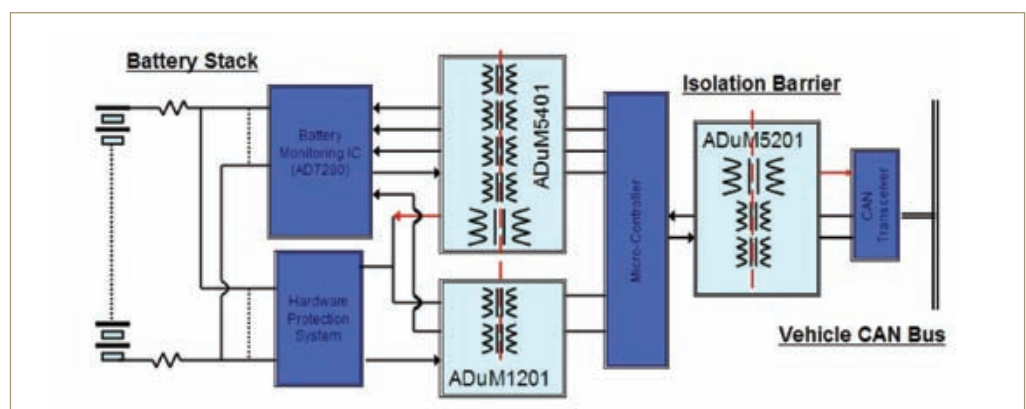 Battery Stack
Battery
Monitoring IC
(AD7280)
Hardware
Protection
System
ADuM5401
ADuM1201
Micro-Controller
Isolation Barrier
ADuM5201
CAN
Transceiver
Vehicle CAN Bus